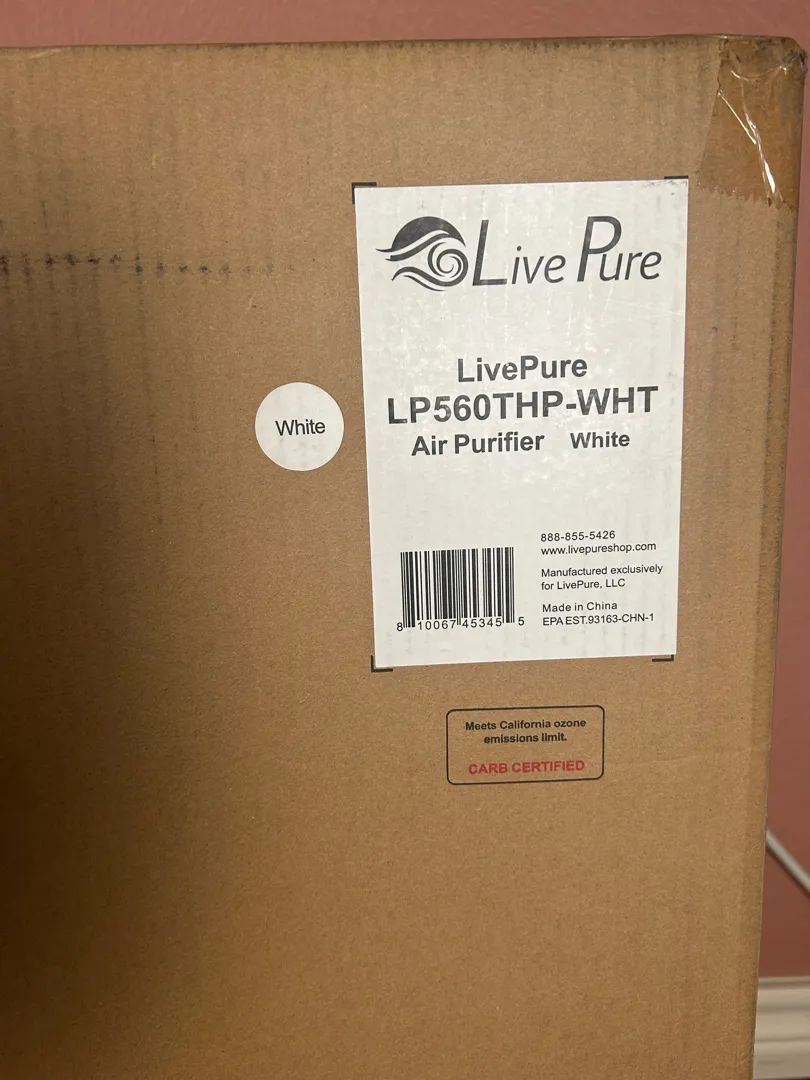 Live Pure
LivePure
LP560THP-WHT
Air Purifier White
White
888-855-5426
www.livepureshop.com
Manufactured exclusively
for LivePure, LLC
Made in China
EPA EST.93163-CHN-1
8 10067 45345 5
Meets California ozone
emissions limit.
CARB CERTIFIED